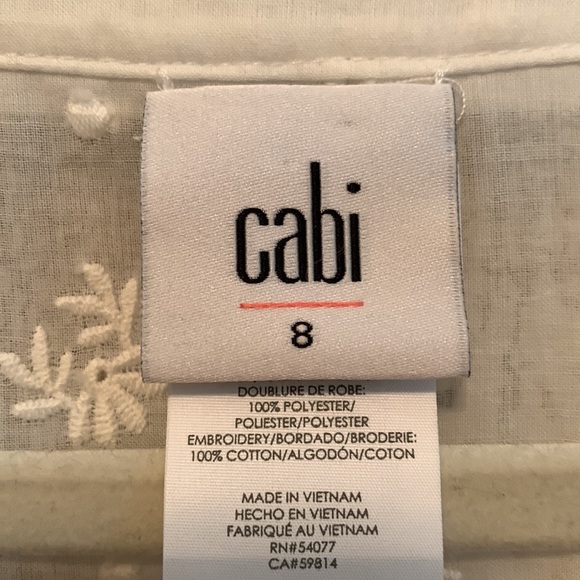 cabi
8
DOUBLURE DE ROBE:
100% POLYESTER/
POLIESTER/POLYESTER
EMBROIDERY/BORDADO/BRODERIE:
100% COTTON/ALGODÓN/COTON
MADE IN VIETNAM
HECHO EN VIETNAM
FABRIQUÉ AU VIETNAM
RN#54077
CA#59814